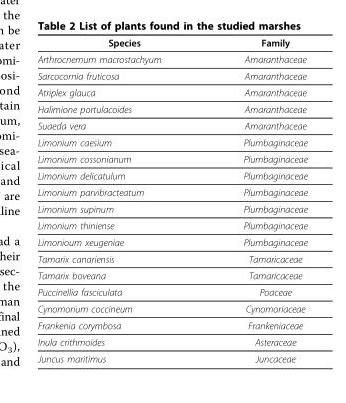 ater
the
n be
ater
omi-
posi-
ond
tain
um,
omi-
sea-
ical
and
are
line
ad a
heir
sec-
the
man
final
ined
O3),
and
Table 2 List of plants found in the studied marshes
Species Family
Arthrocnemum macrostachyum Amaranthaceae
Sarcocornia fruticosa Amaranthaceae
Atriplex glauca Amaranthaceae
Halimione portulacoides Amaranthaceae
Suaeda vera Amaranthaceae
Limonium caesium Plumbaginaceae
Limonium cossonianum Plumbaginaceae
Limonium delicatulum Plumbaginaceae
Limonium parvibracteatum Plumbaginaceae
Limonium supinum Plumbaginaceae
Limonium thiniense Plumbaginaceae
Limonioum xeugeniae Plumbaginaceae
Tamarix canariensis Tamaricaceae
Tamarix boveana Tamaricaceae
Puccinellia fasciculata Poaceae
Cynomorium coccineum Cynomoriaceae
Frankenia corymbosa Frankeniaceae
Inula crithmoides Asteraceae
Juncus maritimus Juncaceae